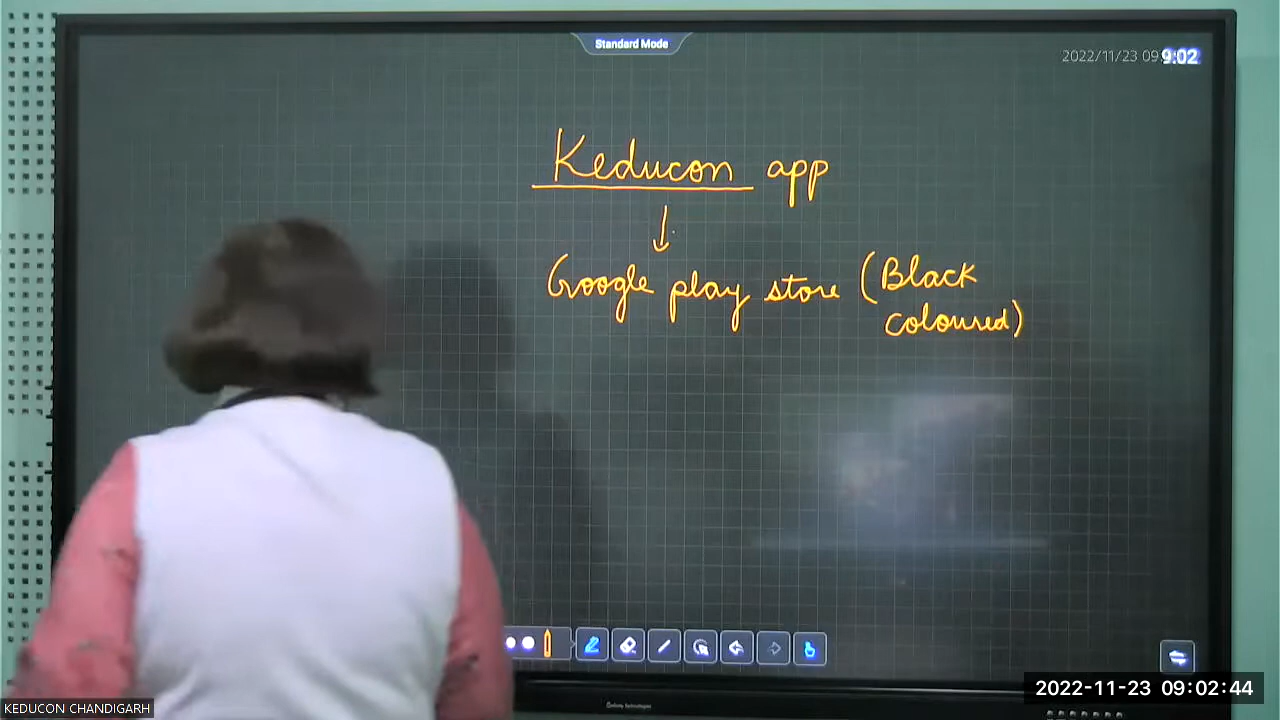 Standard Mode
2022/11/23 09:
9:02
Keducon app
↓
Google play store (Black
coloured)
KEDUCON CHANDIGARH
2022-11-23 09:02:44